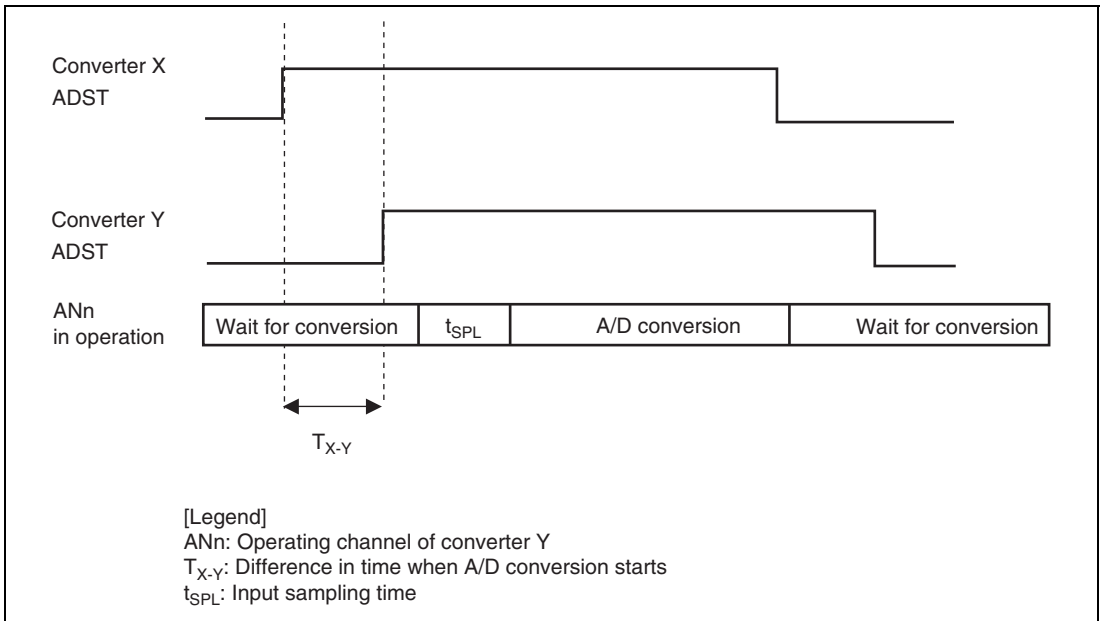 Converter X
ADST
Converter Y
ADST
ANn
in operation
Wait for conversion
tSPL
A/D conversion
Wait for conversion
TX-Y
[Legend]
ANn: Operating channel of converter Y
TX-Y: Difference in time when A/D conversion starts
tSPL: Input sampling time